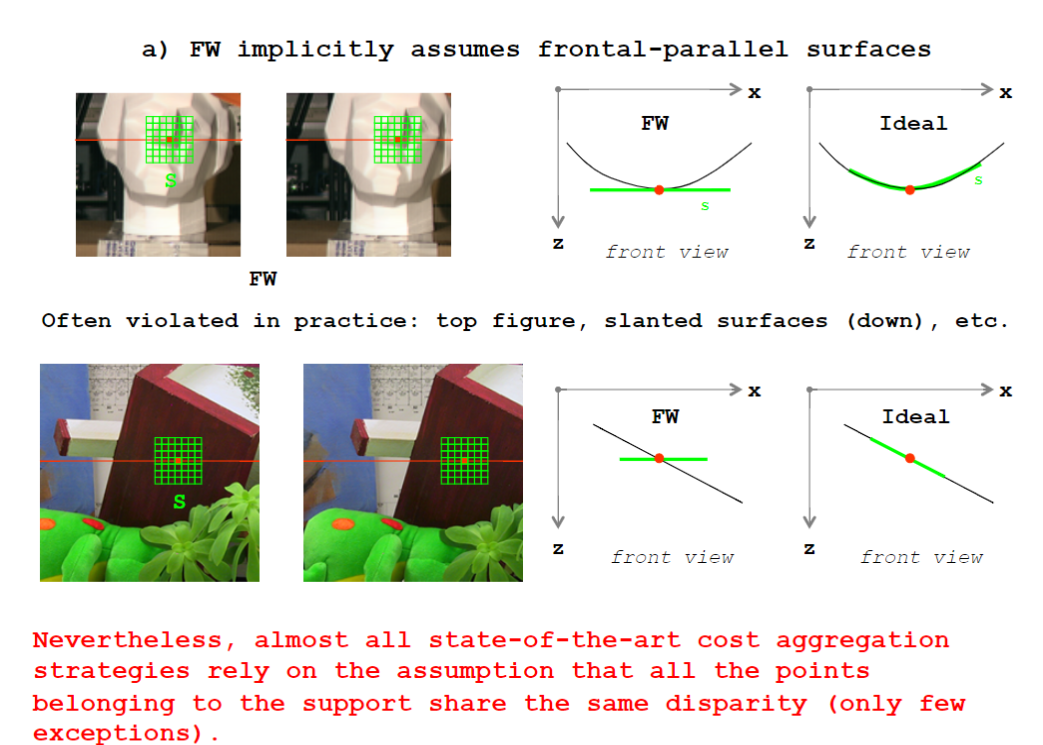 a) FW implicitly assumes frontal-parallel surfaces
S
FW
x
FW
s
z
front view
x
Ideal
s
z
front view
Often violated in practice: top figure, slanted surfaces (down), etc.
S
x
FW
z
front view
x
Ideal
z
front view
Nevertheless, almost all state-of-the-art cost aggregation
strategies rely on the assumption that all the points
belonging to the support share the same disparity (only few
exceptions).